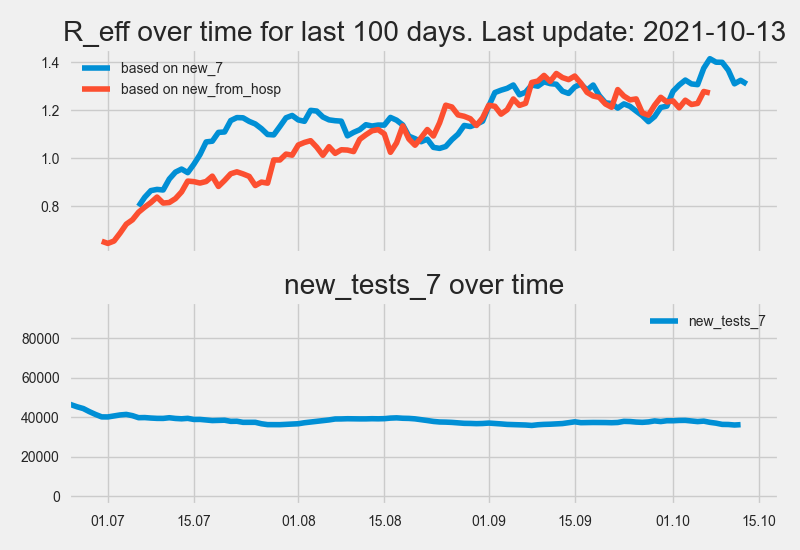 R_eff over time for last 100 days. Last update: 2021-10-13
based on new_7
based on new_from_hosp
1.4
1.2
1.0
0.8
new_tests_7 over time
new_tests_7
80000
60000
40000
20000
0
01.07 15.07 01.08 15.08 01.09 15.09 01.10 15.10